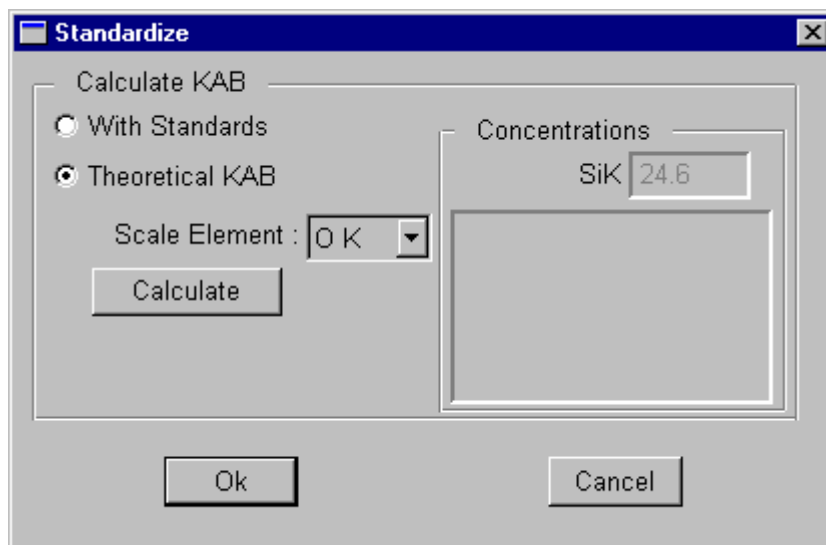 Standardize
Calculate KAB
With Standards
Theoretical KAB
Scale Element : O K
Calculate
Concentrations
SiK 24.6
Ok
Cancel